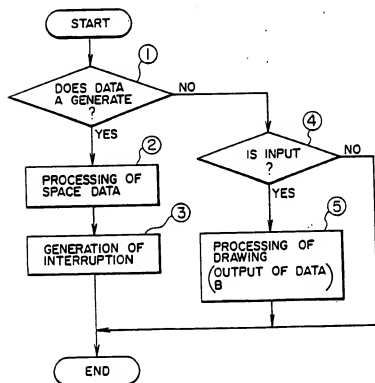 START
①
DOES DATA
A GENERATE
?
NO
YES
②
PROCESSING OF
SPACE DATA
③
GENERATION OF
INTERRUPTION
④
IS INPUT
?
NO
YES
⑤
PROCESSING OF
DRAWING
(OUTPUT OF DATA)
B
END